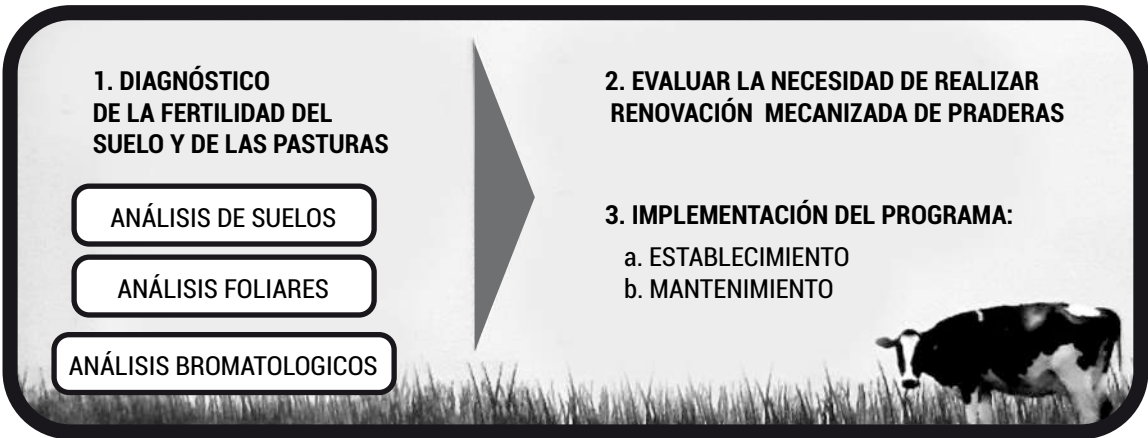 1. DIAGNÓSTICO
DE LA FERTILIDAD DEL
SUELO Y DE LAS PASTURAS
ANÁLISIS DE SUELOS
ANÁLISIS FOLIARES
ANÁLISIS BROMATOLOGICOS
2. EVALUAR LA NECESIDAD DE REALIZAR
RENOVACIÓN MECANIZADA DE PRADERAS
3. IMPLEMENTACIÓN DEL PROGRAMA:
a. ESTABLECIMIENTO
b. MANTENIMIENTO